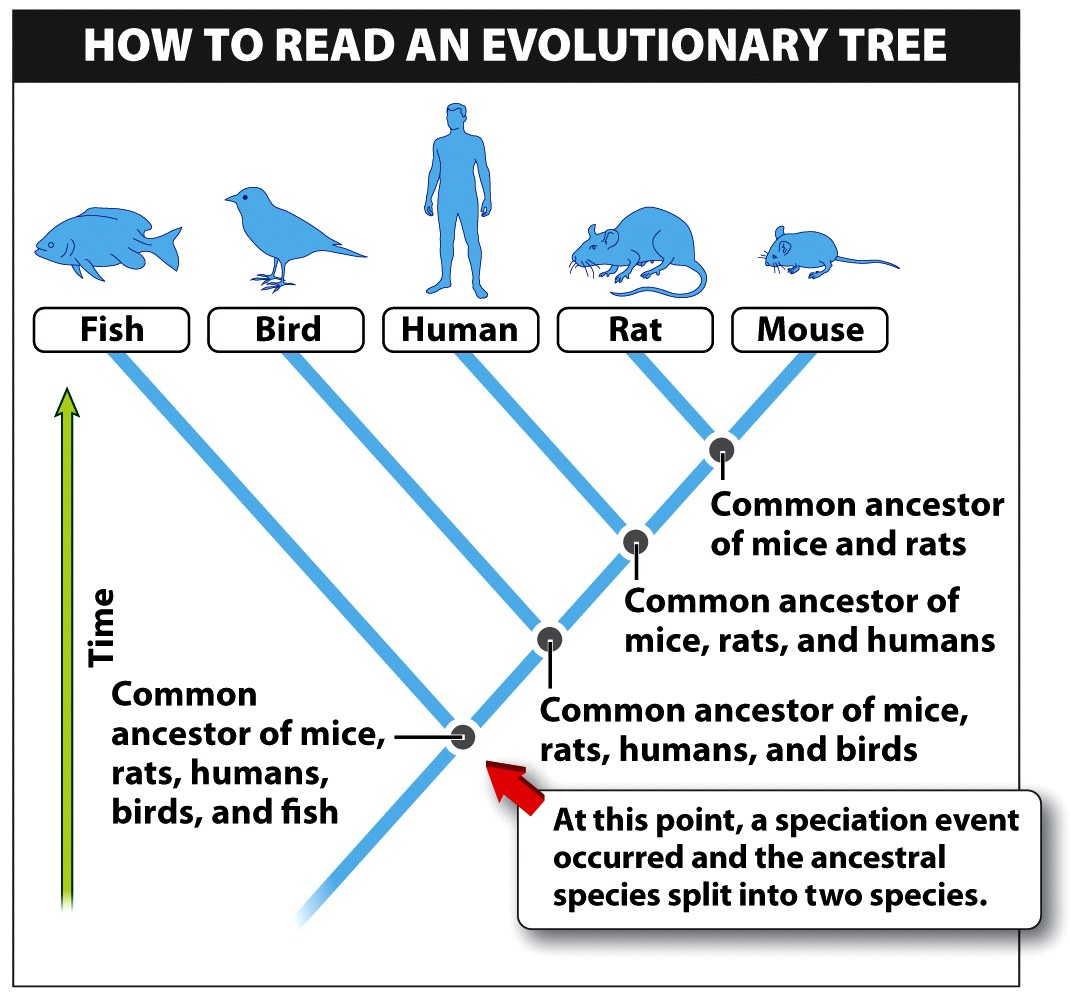 HOW TO READ AN EVOLUTIONARY TREE
Fish
Bird
Human
Rat
Mouse
Common ancestor
of mice and rats
Common ancestor of
mice, rats, and humans
Time
Common
ancestor of mice,
rats, humans,
birds, and fish
Common ancestor of mice,
rats, humans, and birds
At this point, a speciation event
occurred and the ancestral
species split into two species.